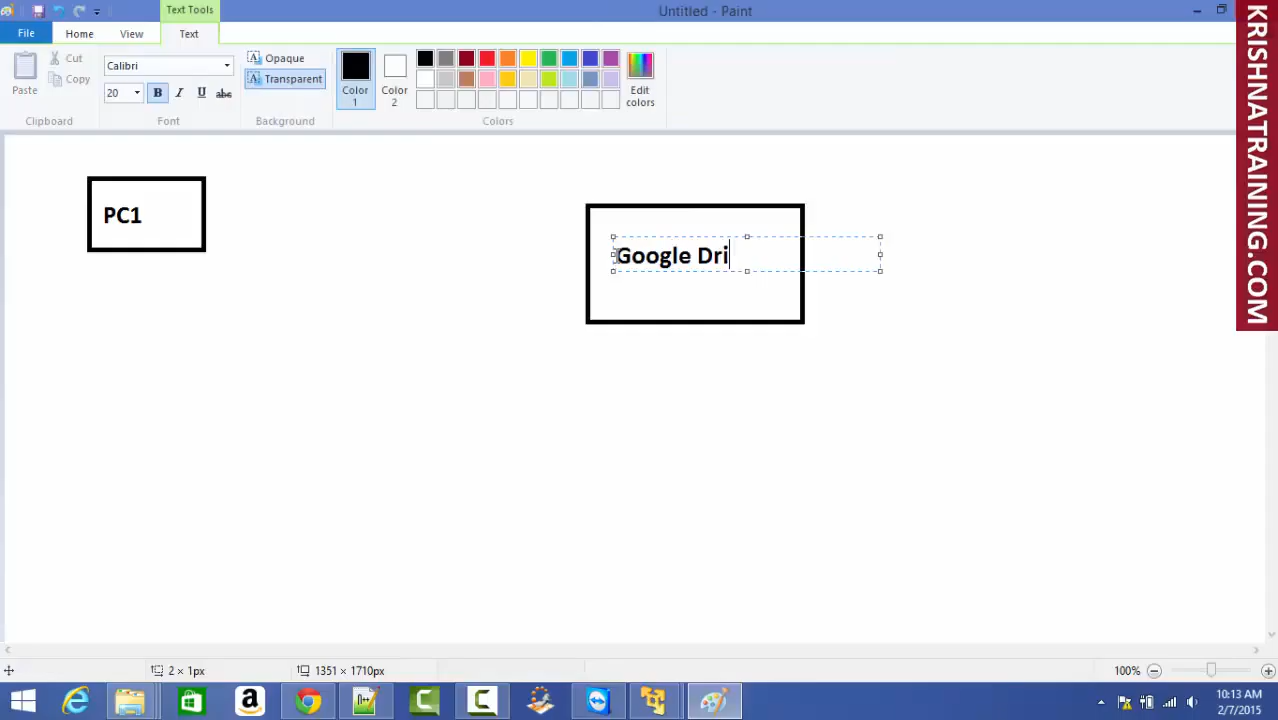 Text Tools
Untitled - Paint
File
Home
View
Text
Paste
Cut
Copy
Clipboard
Calibri
20
B
I
U
abc
Font
Opaque
Transparent
Background
Color 1
Color 2
Edit colors
Colors
KRISHNATRAINING.COM
PC1
Google Dri
2 × 1px
1351 × 1710px
100%
10:13 AM
2/7/2015